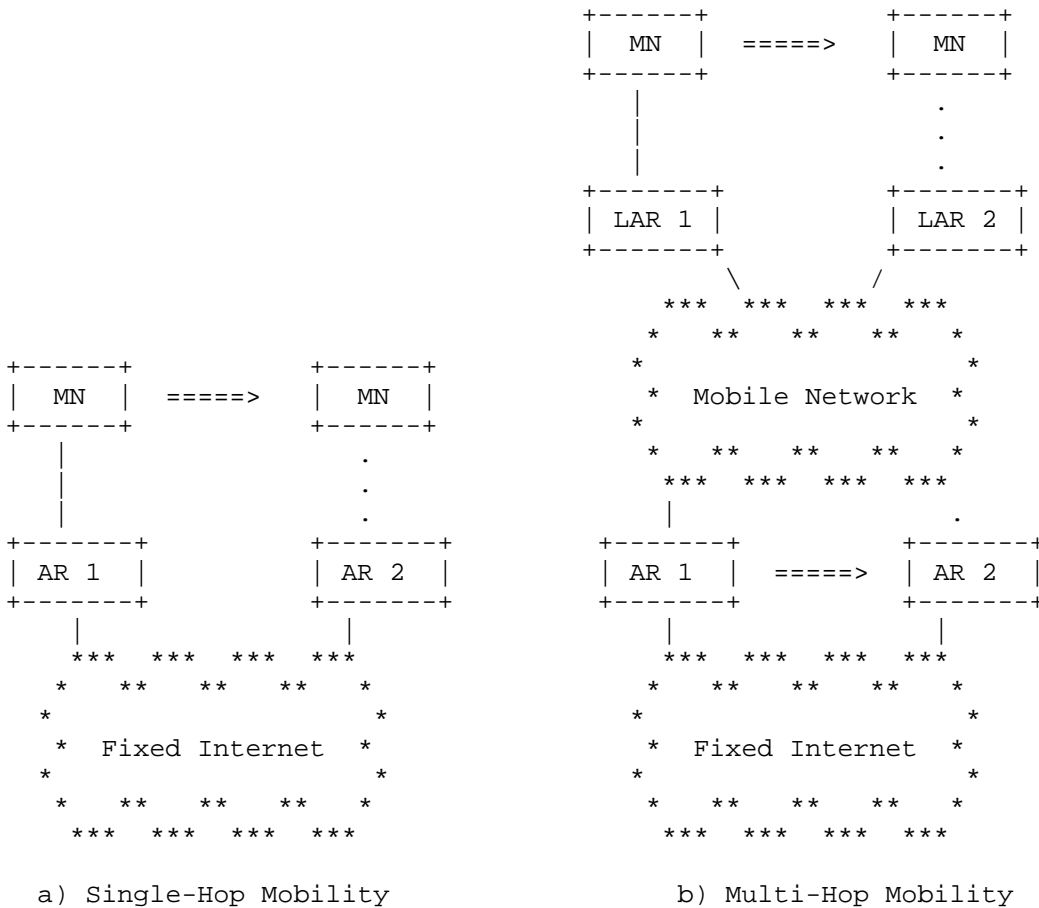 MN =====> MN
LAR 1 LAR 2
Mobile Network
MN =====> MN
AR 1 =====> AR 2
AR 1 AR 2
Fixed Internet
Fixed Internet
a) Single-Hop Mobility
b) Multi-Hop Mobility